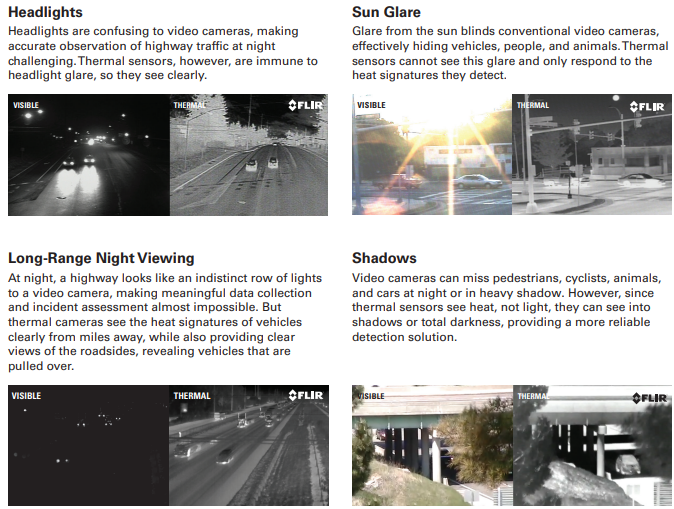 Headlights
Headlights are confusing to video cameras, making
accurate observation of highway traffic at night
challenging. Thermal sensors, however, are immune to
headlight glare, so they see clearly.
VISIBLE
THERMAL
FLIR
Sun Glare
Glare from the sun blinds conventional video cameras,
effectively hiding vehicles, people, and animals. Thermal
sensors cannot see this glare and only respond to the
heat signatures they detect.
VISIBLE
THERMAL
FLIR
Long-Range Night Viewing
At night, a highway looks like an indistinct row of lights
to a video camera, making meaningful data collection
and incident assessment almost impossible. But
thermal cameras see the heat signatures of vehicles
clearly from miles away, while also providing clear
views of the roadsides, revealing vehicles that are
pulled over.
VISIBLE
THERMAL
FLIR
Shadows
Video cameras can miss pedestrians, cyclists, animals,
and cars at night or in heavy shadow. However, since
thermal sensors see heat, not light, they can see into
shadows or total darkness, providing a more reliable
detection solution.
VISIBLE
THERMAL
FLIR